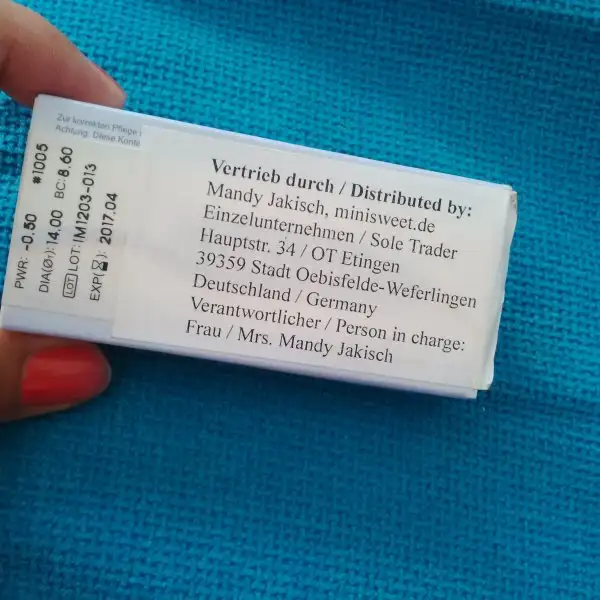 Zur korrekten Pflege
Achtung: Diese Kont
PWR: -0.50 #1005
DIA(Ø): 14.00 BC: 8.60
LOT LOT: IM1203-013
EXP(⌛): 2017.04
Vertrieb durch / Distributed by:
Mandy Jakisch, minisweet.de
Einzelunternehmen / Sole Trader
Hauptstr. 34 / OT Etingen
39359 Stadt Oebisfelde-Weferlingen
Deutschland / Germany
Verantwortlicher / Person in charge:
Frau / Mrs. Mandy Jakisch